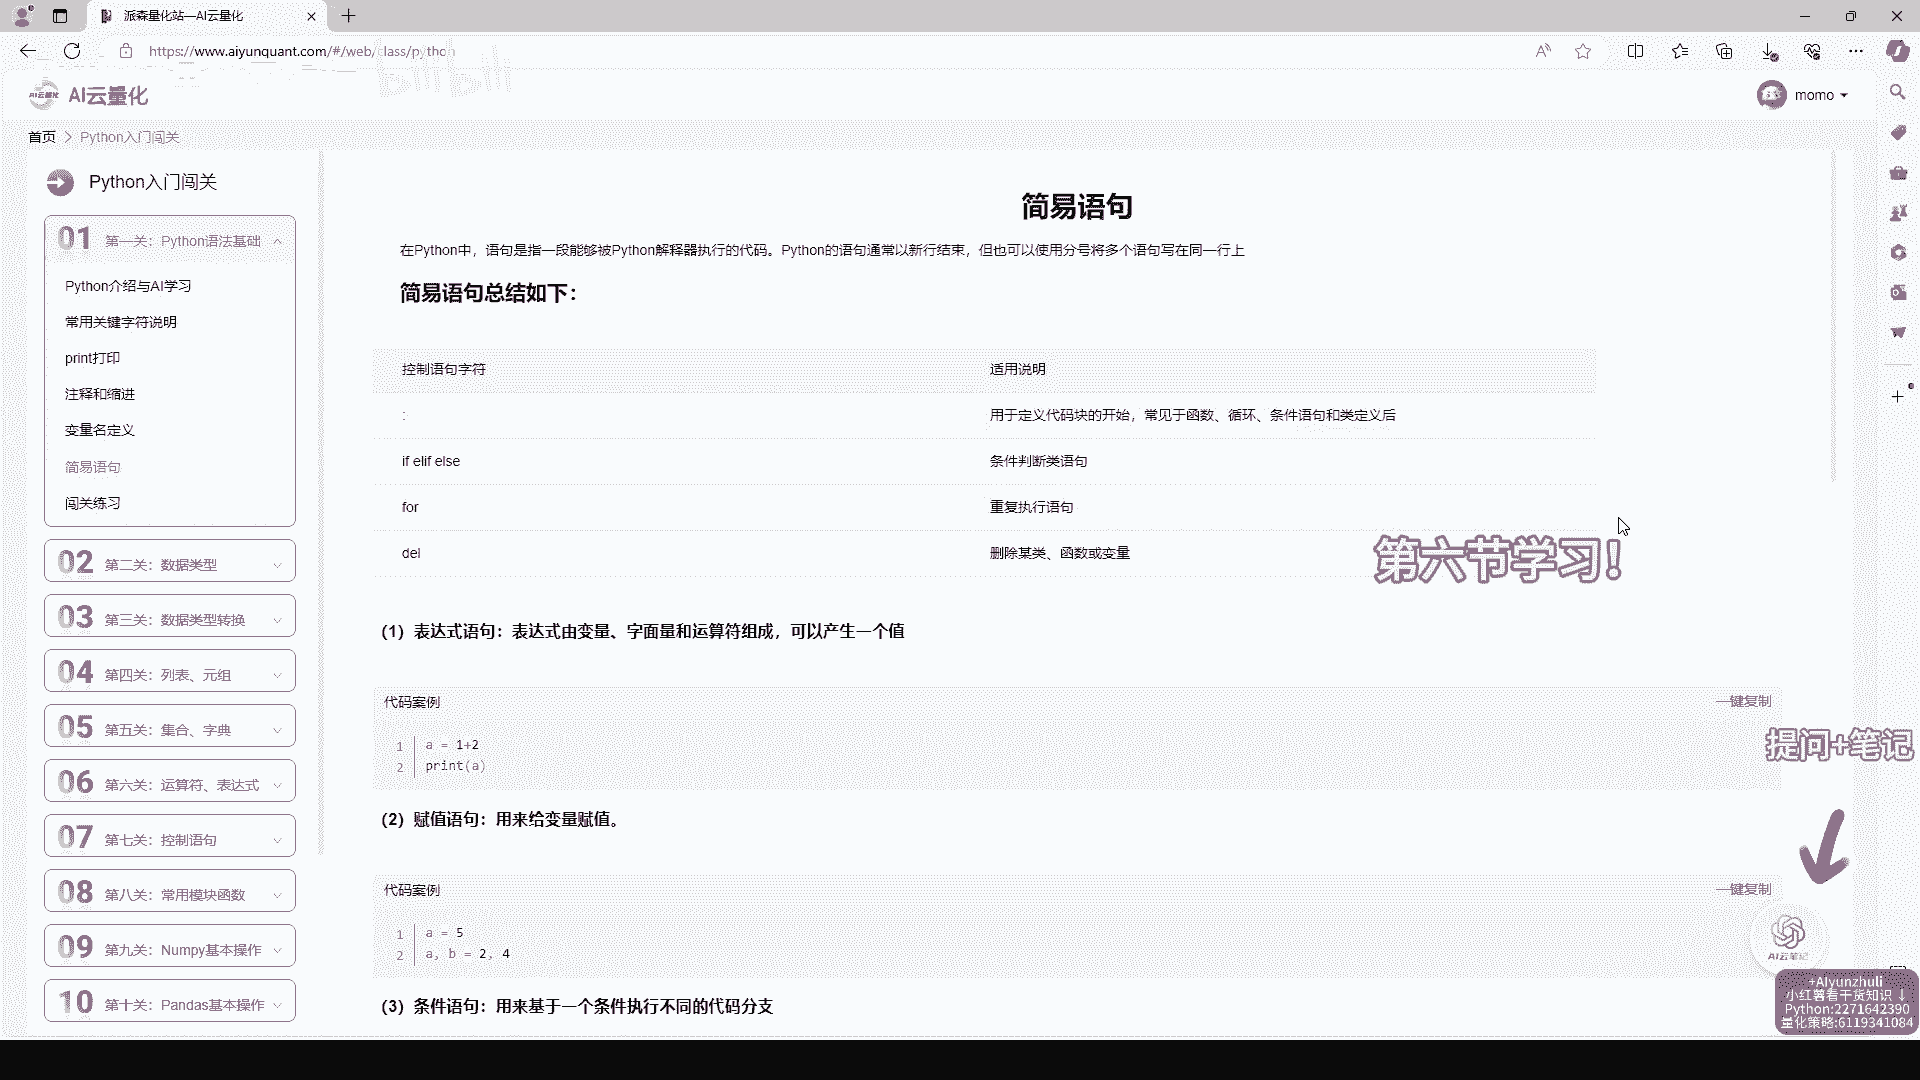 派森量化站—AI云量化
https://www.aiyunquant.com/#/web/class/python
bilibili
AI云量化
momo
首页 > Python入门闯关
Python入门闯关
01 第一关：Python语法基础
Python介绍与AI学习
常用关键字符说明
print打印
注释和缩进
变量名定义
简易语句
闯关练习
02 第二关：数据类型
03 第三关：数据类型转换
04 第四关：列表、元组
05 第五关：集合、字典
06 第六关：运算符、表达式
07 第七关：控制语句
08 第八关：常用模块函数
09 第九关：Numpy基本操作
10 第十关：Pandas基本操作
简易语句
在Python中，语句是指一段能够被Python解释器执行的代码。Python的语句通常以新行结束，但也可以使用分号将多个语句写在同一行上
简易语句总结如下：
控制语句字符 适用说明
: 用于定义代码块的开始，常见于函数、循环、条件语句和类定义后
if elif else 条件判断类语句
for 重复执行语句
del 删除某类、函数或变量
第六节学习！
（1）表达式语句：表达式由变量、字面量和运算符组成，可以产生一个值
代码案例 一键复制
1 a = 1+2
2 print(a)
提问+笔记
（2）赋值语句：用来给变量赋值。
代码案例 一键复制
1 a = 5
2 a, b = 2, 4
AI云笔记
（3）条件语句：用来基于一个条件执行不同的代码分支
+AIyunzhuli
小红薯看干货知识 ↓
Python:2271642390
量化策略:6119341084